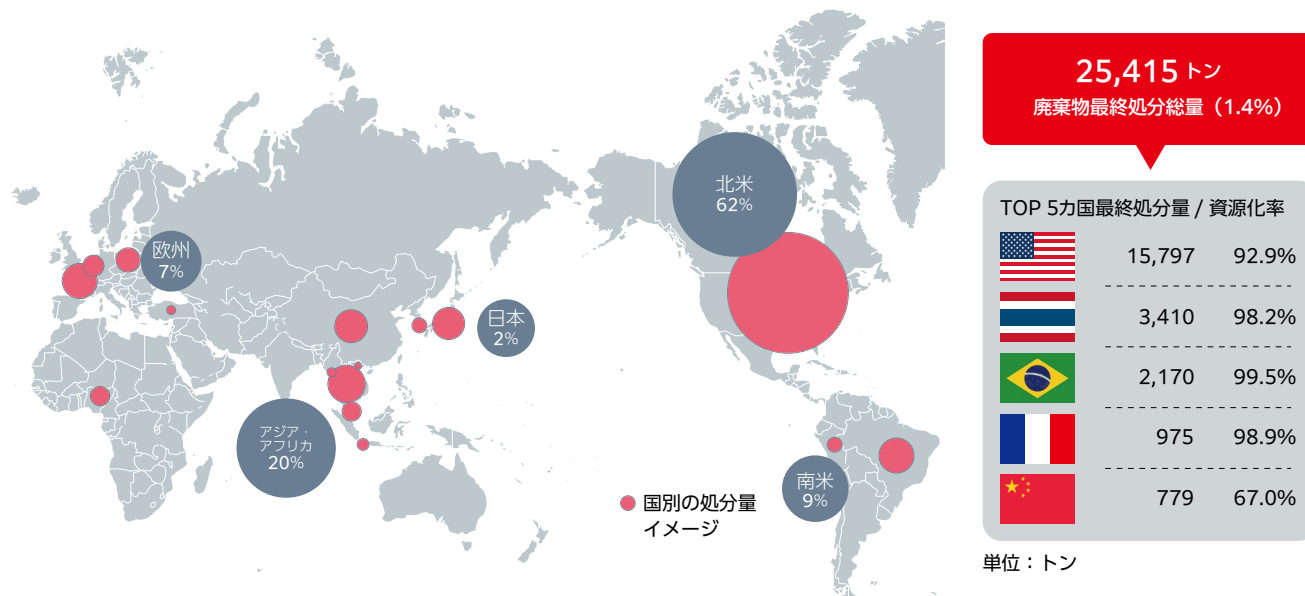 北米
62%
欧州
7%
日本
2%
アジア・
アフリカ
20%
南米
9%
国別の処分量
イメージ
25,415 トン
廃棄物最終処分総量（1.4%）
TOP 5カ国最終処分量 / 資源化率
15,797 92.9%
3,410 98.2%
2,170 99.5%
975 98.9%
779 67.0%
単位：トン